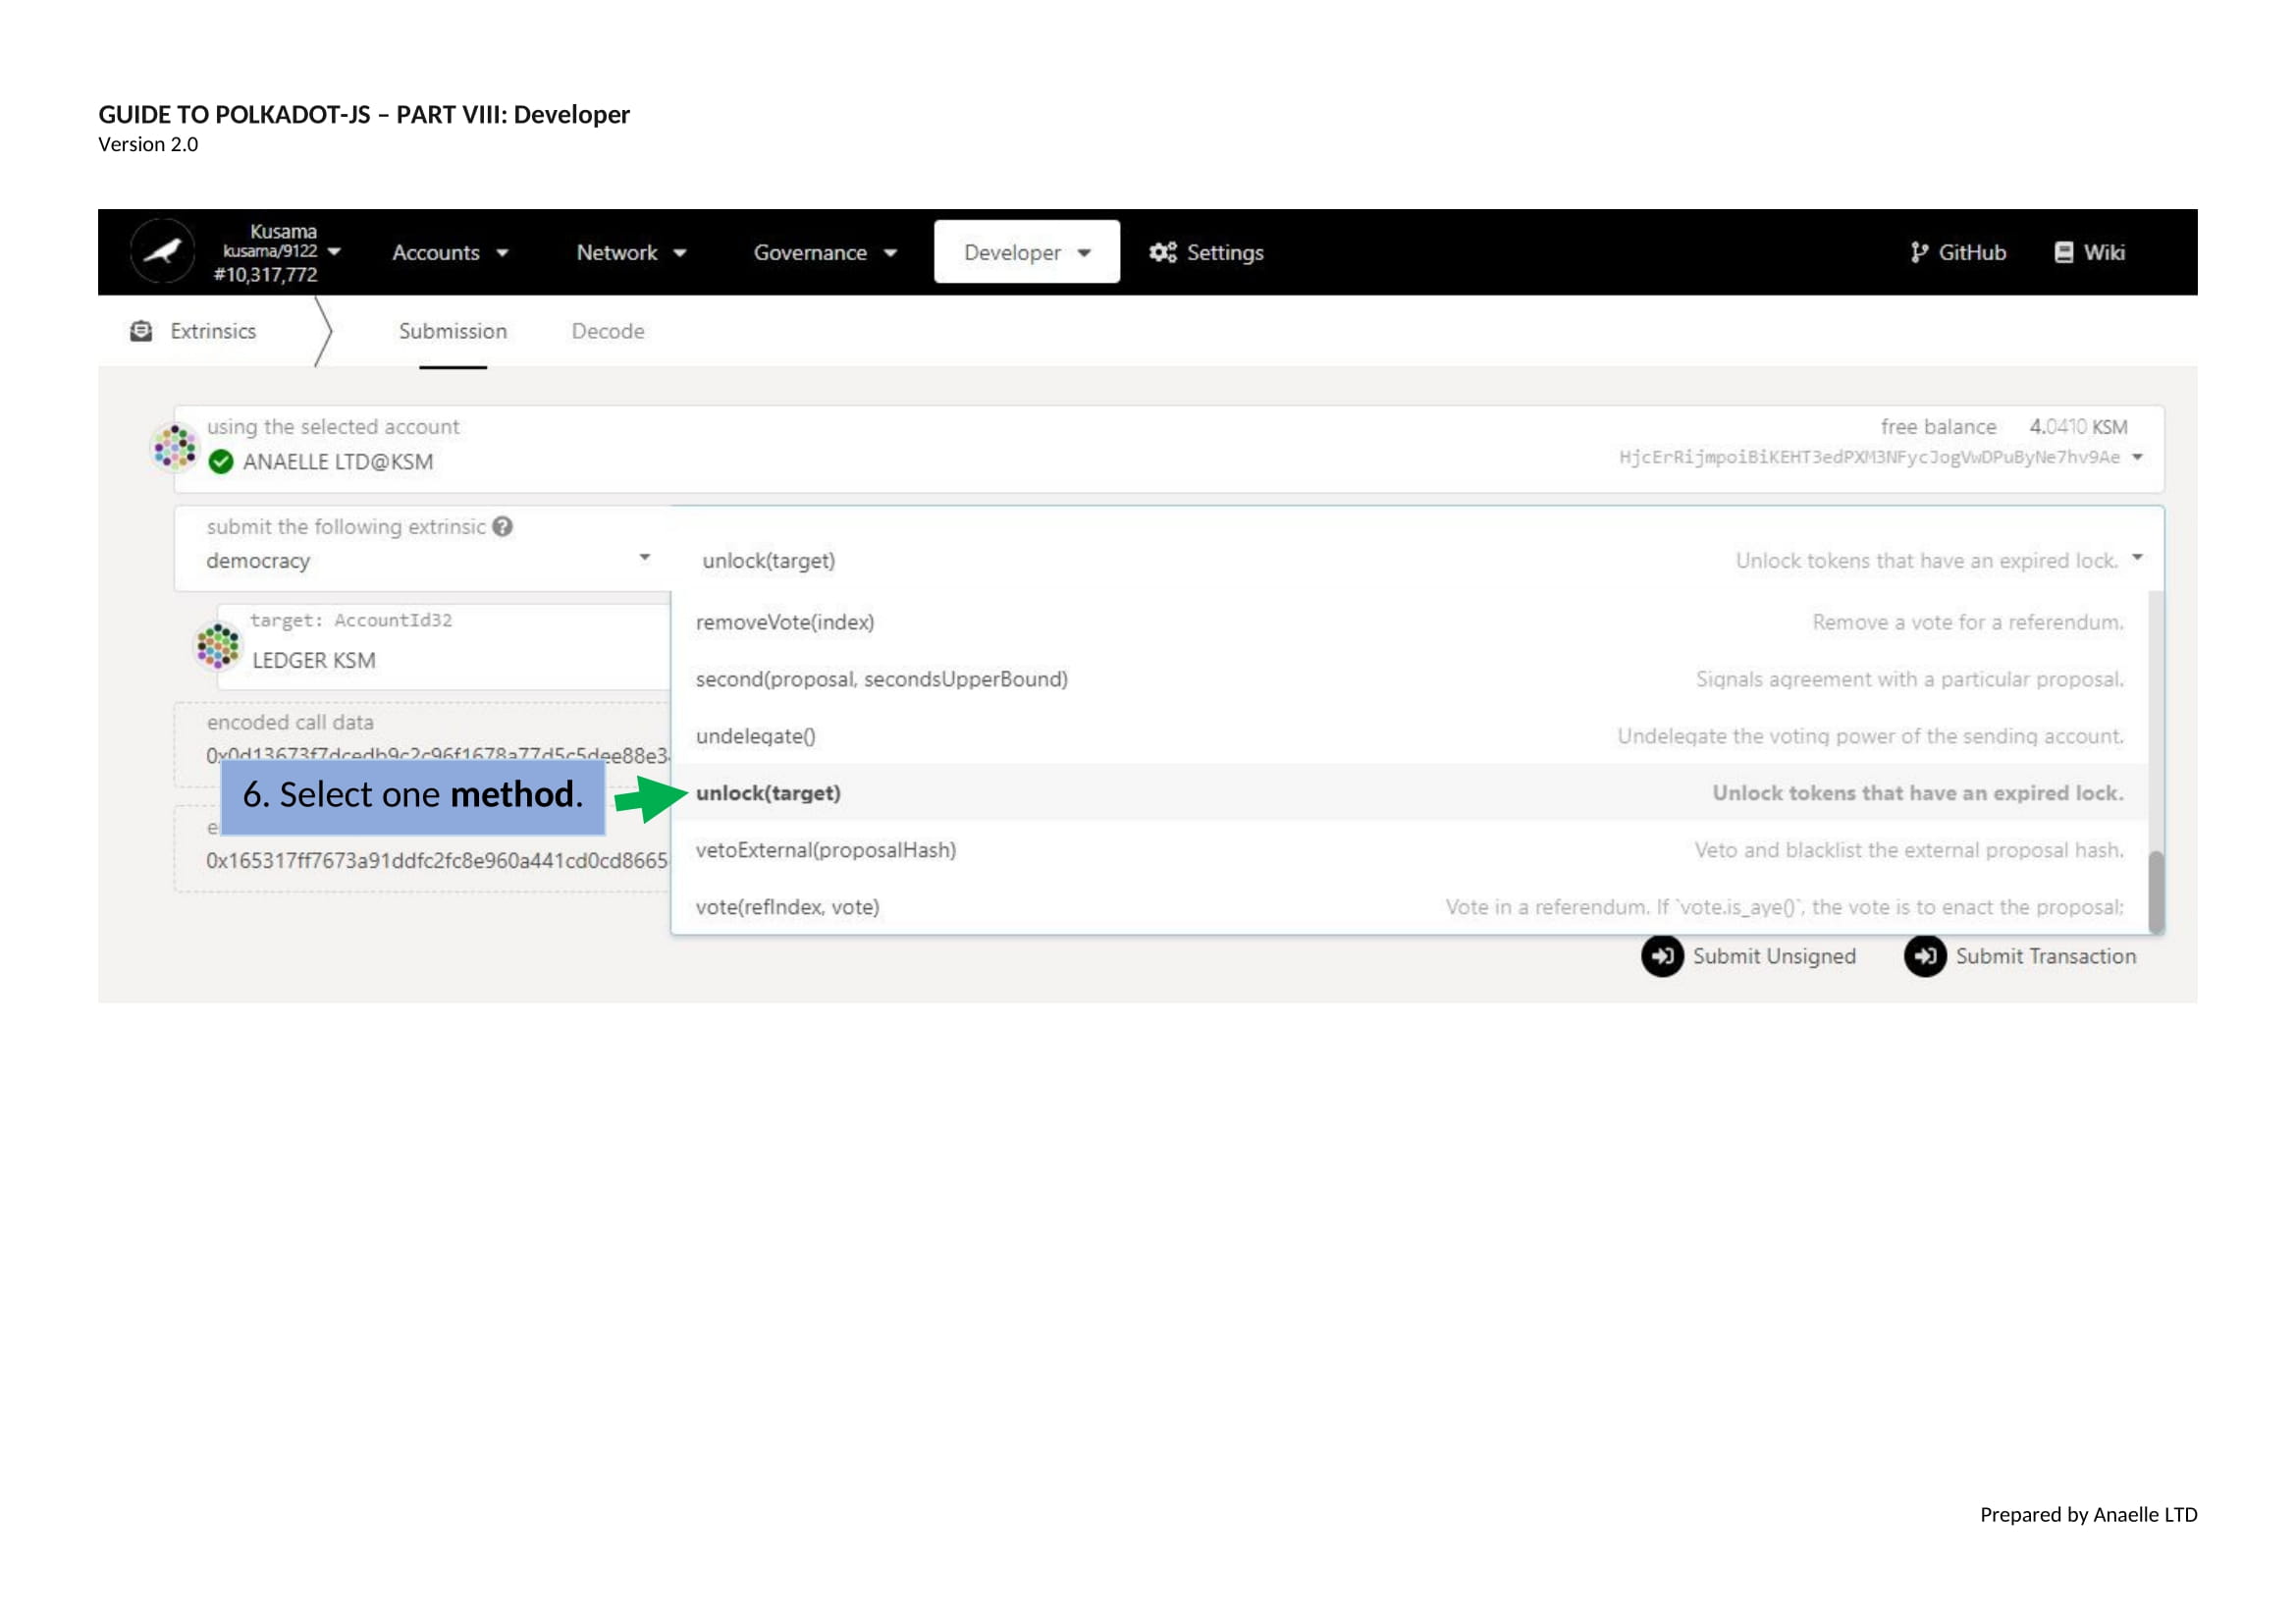 GUIDE TO POLKADOT-JS – PART VIII: Developer
Version 2.0
Kusama
kusama/9122
#10,317,772
Accounts
Network
Governance
Developer
Settings
GitHub
Wiki
Extrinsics
Submission
Decode
using the selected account
ANAELLE LTD@KSM
free balance 4.0410 KSM
HjcErRijmpoiBiKEHT3edPXM3NFycJogVwDPuByNe7hv9Ae
submit the following extrinsic
democracy
unlock(target) Unlock tokens that have an expired lock.
target: AccountId32
LEDGER KSM
removeVote(index) Remove a vote for a referendum.
second(proposal, secondsUpperBound) Signals agreement with a particular proposal.
undelegate() Undelegate the voting power of the sending account.
unlock(target) Unlock tokens that have an expired lock.
vetoExternal(proposalHash) Veto and blacklist the external proposal hash.
vote(refIndex, vote) Vote in a referendum. If `vote.is_aye()`, the vote is to enact the proposal;
encoded call data
6. Select one method.
0x165317ff7673a91ddfc2fc8e960a441cd0cd8665
Submit Unsigned
Submit Transaction
Prepared by Anaelle LTD